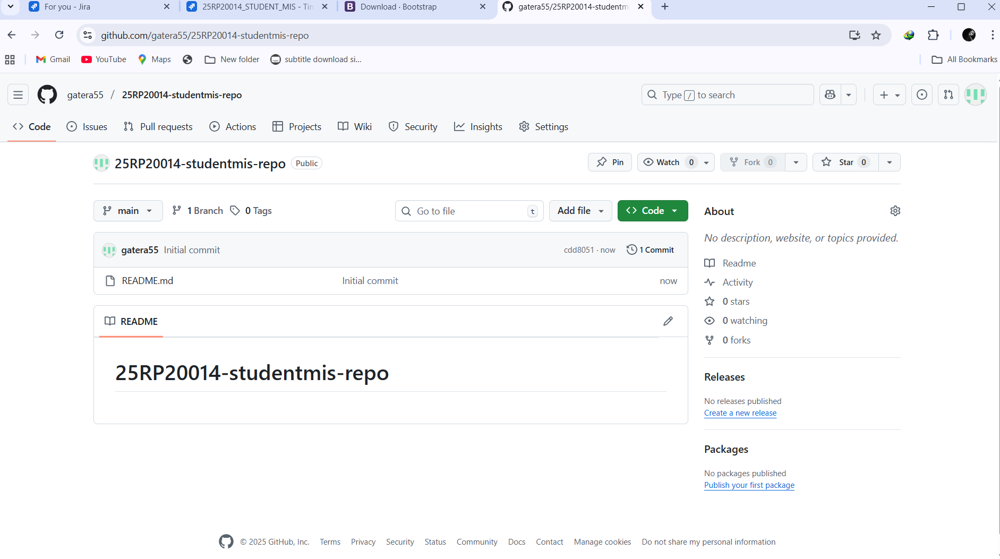 For you - Jira
25RP20014_STUDENT_MIS - Tim
Download · Bootstrap
gatera55/25RP20014-studentm
github.com/gatera55/25RP20014-studentmis-repo
Gmail
YouTube
Maps
New folder
subtitle download si...
All Bookmarks
gatera55 / 25RP20014-studentmis-repo
Type / to search
Code
Issues
Pull requests
Actions
Projects
Wiki
Security
Insights
Settings
25RP20014-studentmis-repo
Public
Pin
Watch 0
Fork 0
Star 0
main
1 Branch
0 Tags
Go to file
t
Add file
Code
gatera55 Initial commit
cdd8051 · now
1 Commit
README.md
Initial commit
now
README
25RP20014-studentmis-repo
About
No description, website, or topics provided.
Readme
Activity
0 stars
0 watching
0 forks
Releases
No releases published
Create a new release
Packages
No packages published
Publish your first package
© 2025 GitHub, Inc.
Terms
Privacy
Security
Status
Community
Docs
Contact
Manage cookies
Do not share my personal information